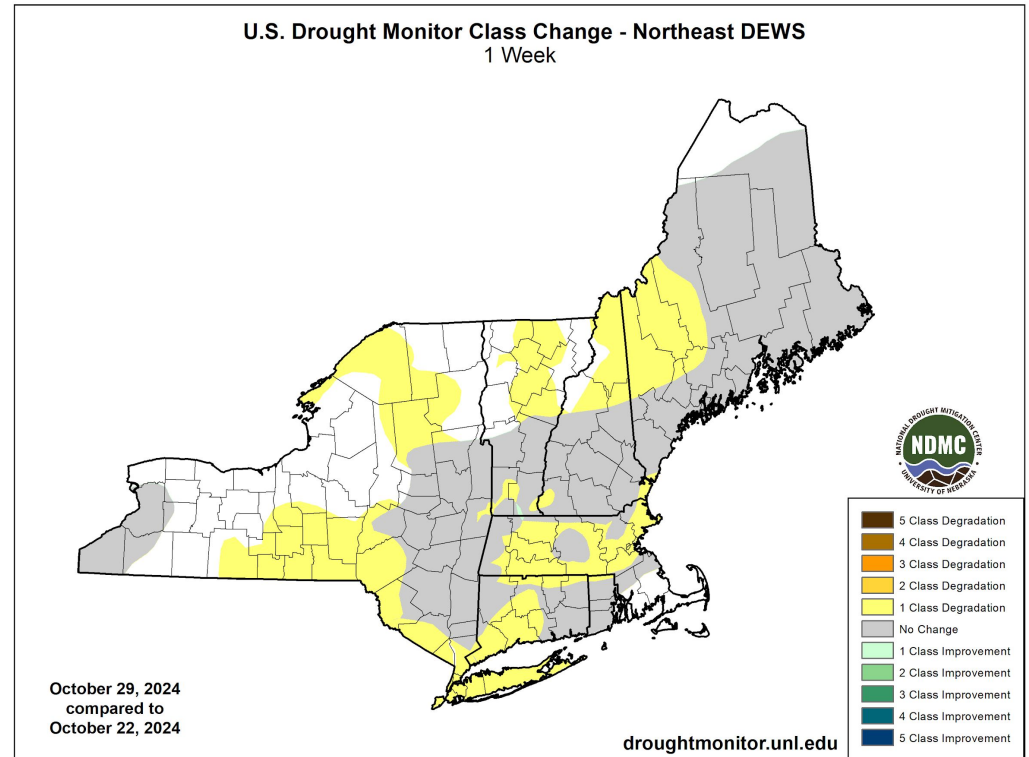 U.S. Drought Monitor Class Change - Northeast DEWS
1 Week
NATIONAL DROUGHT MITIGATION CENTER
NDMC
UNIVERSITY OF NEBRASKA
5 Class Degradation
4 Class Degradation
3 Class Degradation
2 Class Degradation
1 Class Degradation
No Change
1 Class Improvement
2 Class Improvement
3 Class Improvement
4 Class Improvement
5 Class Improvement
October 29, 2024
compared to
October 22, 2024
droughtmonitor.unl.edu